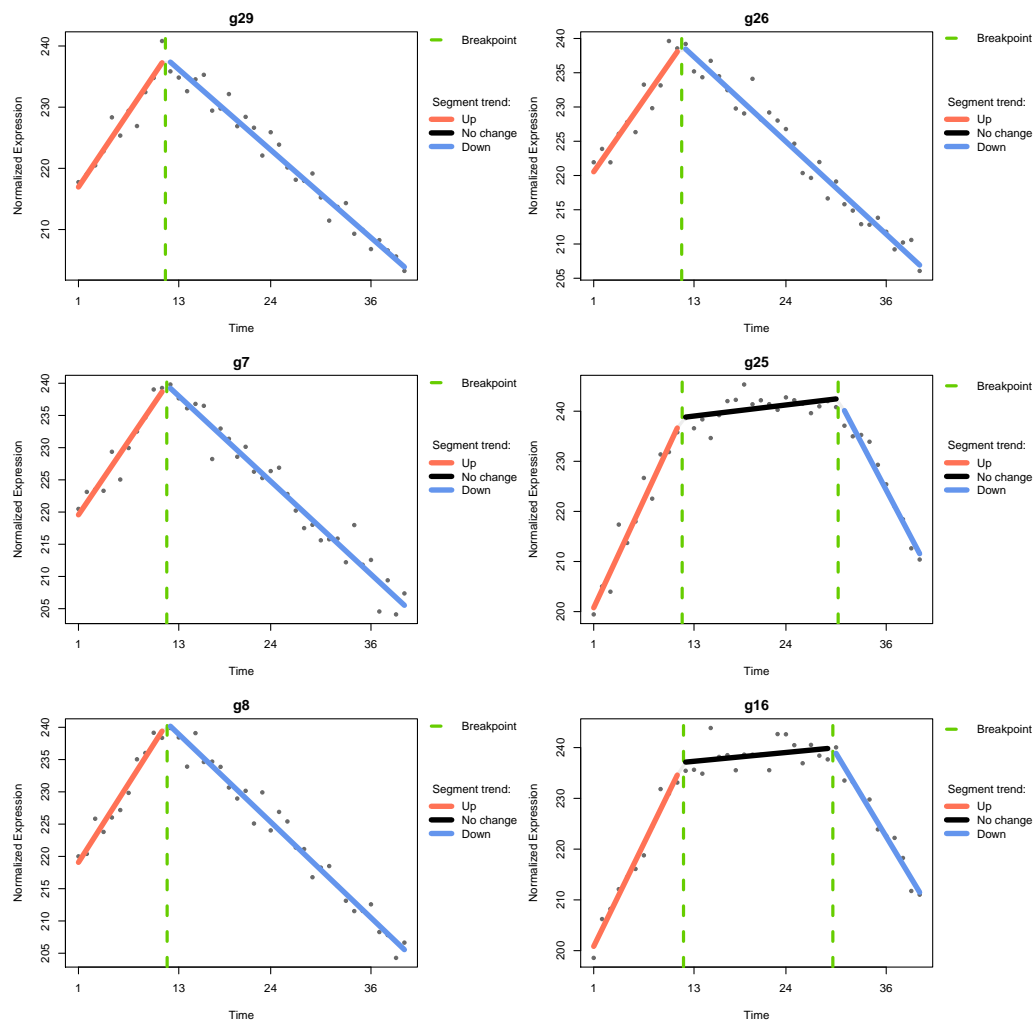 g29
Normalized Expression
210
220
230
240
1
13
24
36
Time
Breakpoint
Segment trend:
Up
No change
Down
g26
Normalized Expression
205
210
215
220
225
230
235
240
1
13
24
36
Time
Breakpoint
Segment trend:
Up
No change
Down
g7
Normalized Expression
205
210
215
220
225
230
235
240
1
13
24
36
Time
Breakpoint
Segment trend:
Up
No change
Down
g25
Normalized Expression
200
210
220
230
240
1
13
24
36
Time
Breakpoint
Segment trend:
Up
No change
Down
g8
Normalized Expression
205
210
215
220
225
230
235
240
1
13
24
36
Time
Breakpoint
Segment trend:
Up
No change
Down
g16
Normalized Expression
200
210
220
230
240
1
13
24
36
Time
Breakpoint
Segment trend:
Up
No change
Down